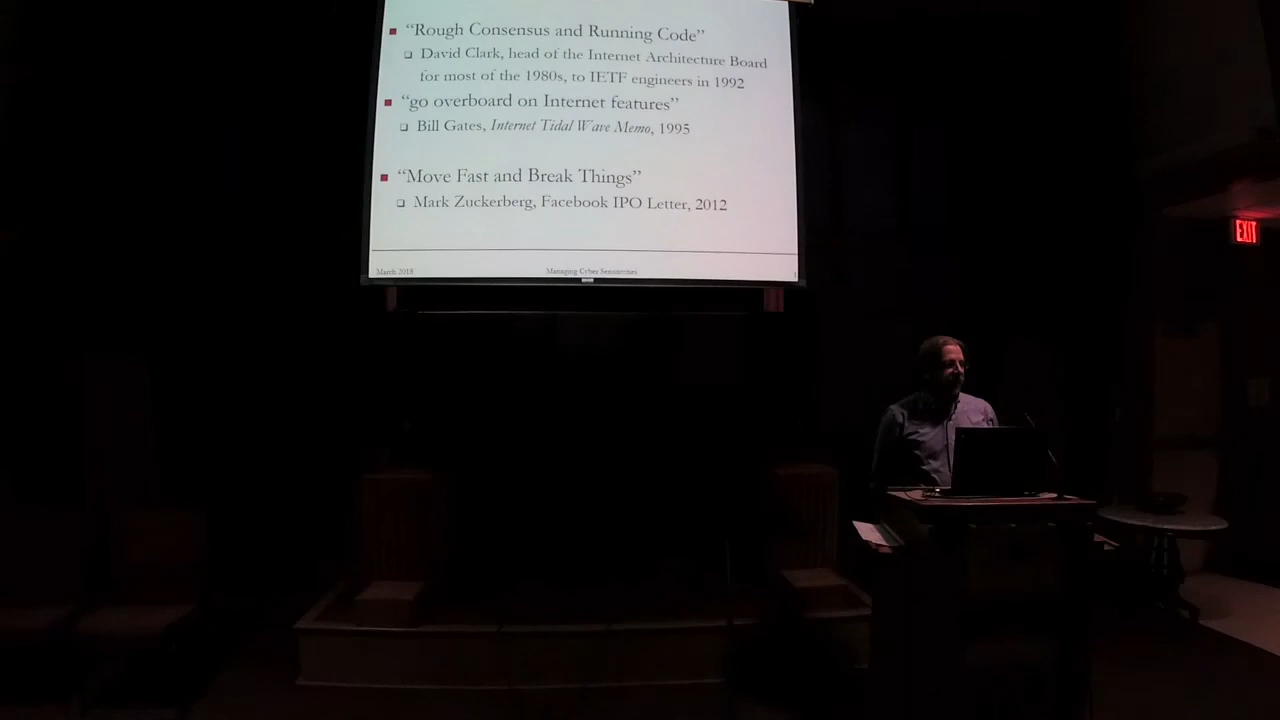 “Rough Consensus and Running Code”
David Clark, head of the Internet Architecture Board
for most of the 1980s, to IETF engineers in 1992
“go overboard on Internet features”
Bill Gates, Internet Tidal Wave Memo, 1995
“Move Fast and Break Things”
Mark Zuckerberg, Facebook IPO Letter, 2012
March 2018
Managing Cyber
EXIT